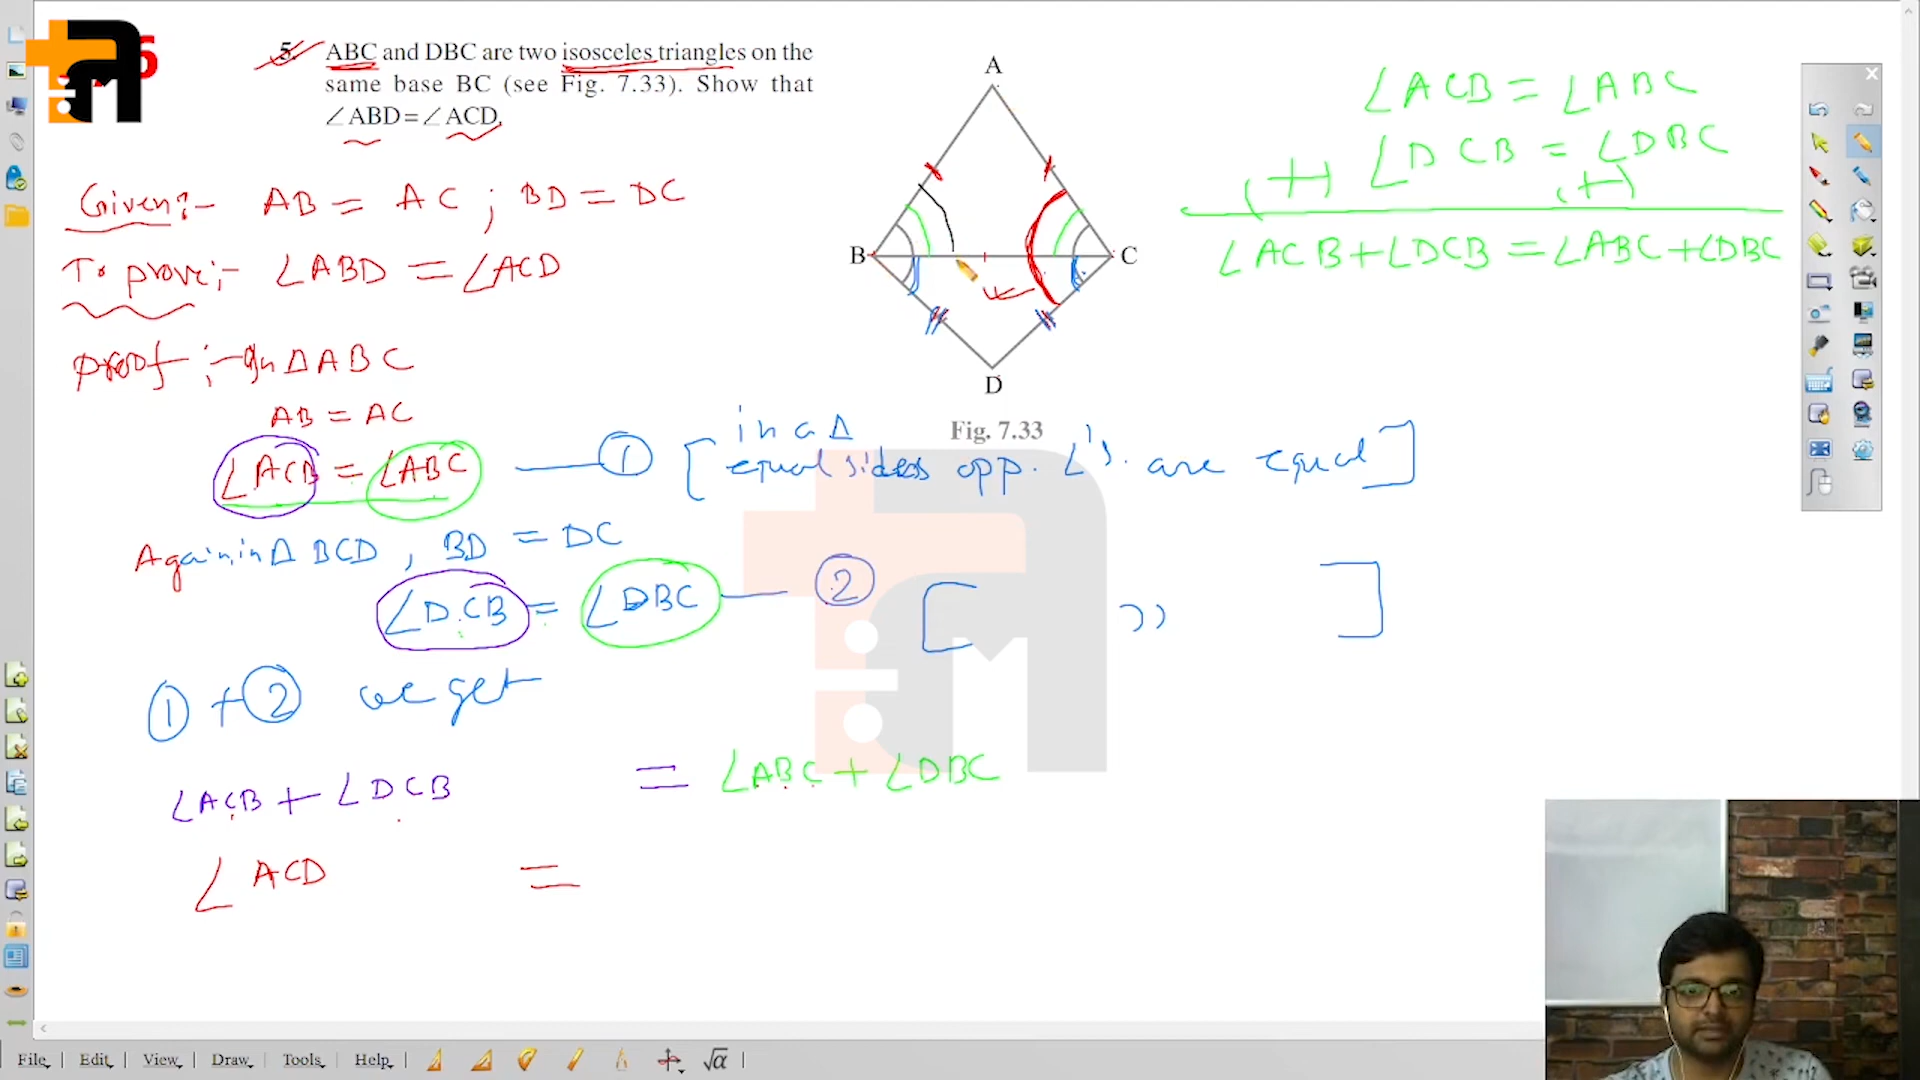 5. ABC and DBC are two isosceles triangles on the
same base BC (see Fig. 7.33). Show that
∠ABD = ∠ACD.
Given:- AB = AC ; BD = DC
To prove:- ∠ABD = ∠ACD
Proof :- In ΔABC
AB = AC
∠ACB = ∠ABC — 1 [in a Δ
equal sides opp. ∠'s. are equal]
Again in Δ BCD , BD = DC
∠DCB = ∠DBC — 2 [ " ]
1 + 2 we get
∠ACB + ∠DCB = ∠ABC + ∠DBC
∠ACD =
A
B
C
D
Fig. 7.33
∠ACB = ∠ABC
(+) ∠DCB = ∠DBC (+)
∠ACB+∠DCB = ∠ABC+∠DBC
File
Edit
View
Draw
Tools
Help
√α